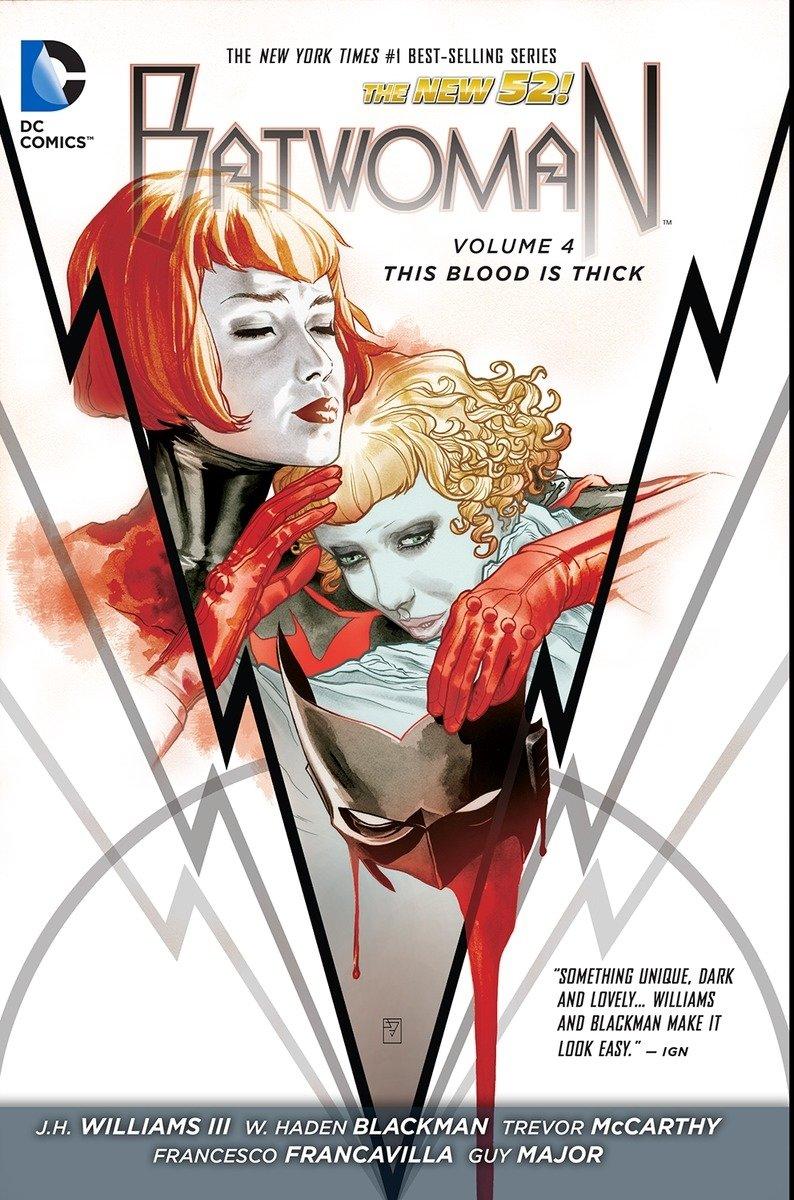 THE NEW YORK TIMES #1 BEST-SELLING SERIES
THE NEW 52!
DC
COMICS™
BATWOMAN™
VOLUME 4
THIS BLOOD IS THICK
"SOMETHING UNIQUE, DARK
AND LOVELY... WILLIAMS
AND BLACKMAN MAKE IT
LOOK EASY." — IGN
J.H. WILLIAMS III W. HADEN BLACKMAN TREVOR McCARTHY
FRANCESCO FRANCAVILLA GUY MAJOR